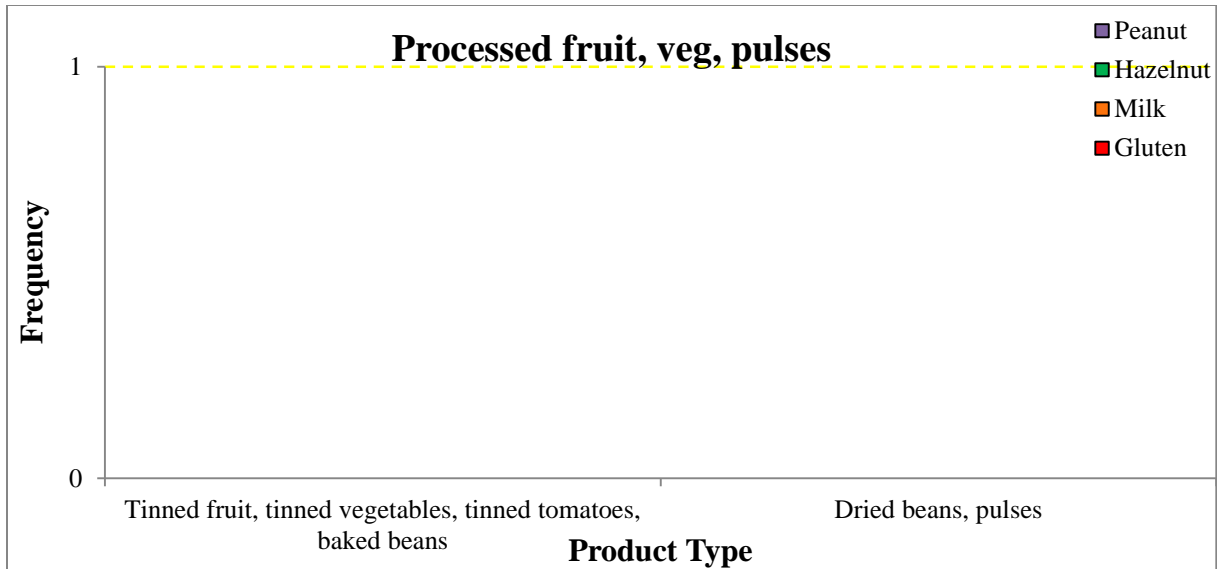 Processed fruit, veg, pulses
Peanut
Hazelnut
Milk
Gluten
1
Frequency
0
Tinned fruit, tinned vegetables, tinned tomatoes,
baked beans
Dried beans, pulses
Product Type